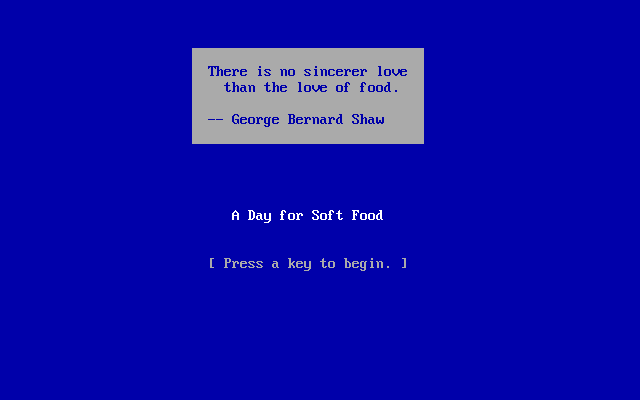 There is no sincerer love
than the love of food.
-- George Bernard Shaw
A Day for Soft Food
[ Press a key to begin. ]